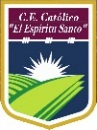 C.E. Católico
"El Espíritu Santo"